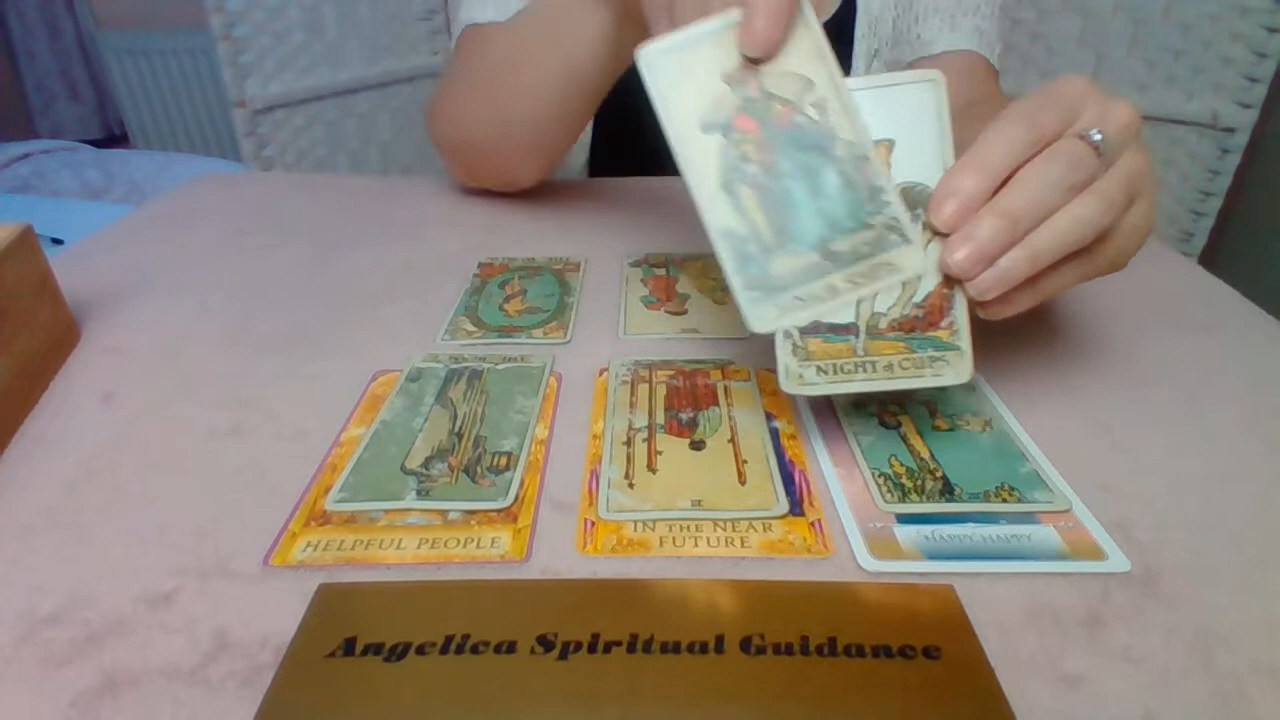 NIGHT of CUPS
HELPFUL PEOPLE
IN THE NEAR
FUTURE
HAPPY HAPPY
Angelica Spiritual Guidance